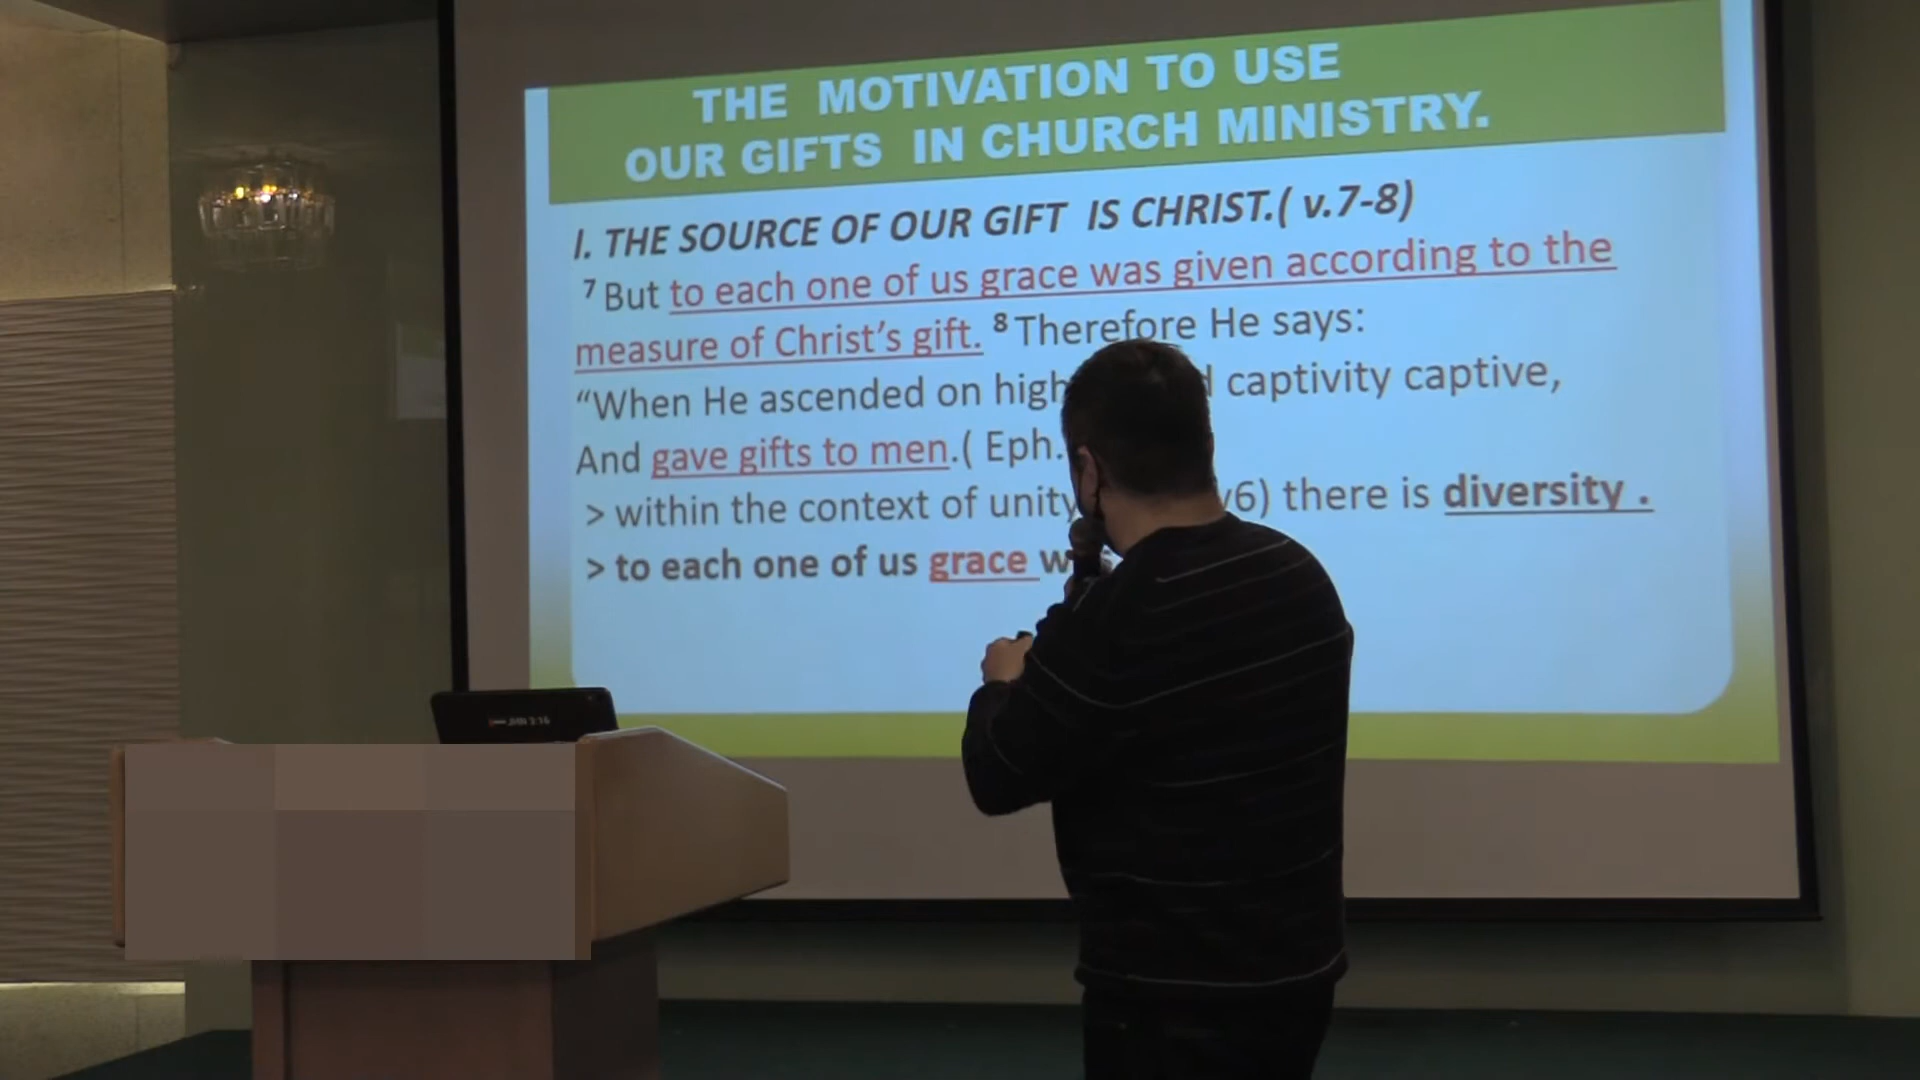 THE MOTIVATION TO USE
OUR GIFTS IN CHURCH MINISTRY.
I. THE SOURCE OF OUR GIFT IS CHRIST.( v.7-8)
7 But to each one of us grace was given according to the
measure of Christ’s gift. 8 Therefore He says:
“When He ascended on high captivity captive,
And gave gifts to men.( Eph.
> within the context of unity v6) there is diversity .
> to each one of us grace